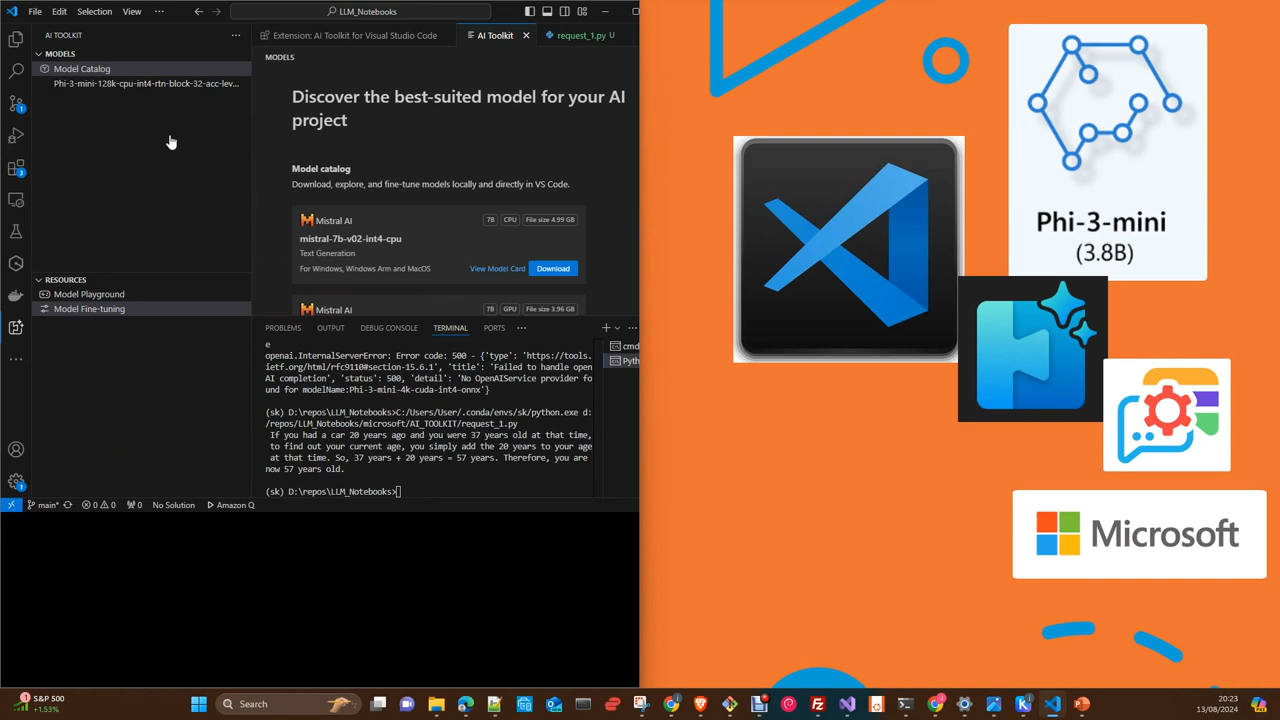 File Edit Selection View
LLM_Notebooks
AI TOOLKIT
MODELS
Model Catalog
Phi-3-mini-128k-cpu-int4-rtn-block-32-acc-lev...
RESOURCES
Model Playground
Model Fine-tuning
Extension: AI Toolkit for Visual Studio Code
AI Toolkit
request_1.py U
MODELS
Discover the best-suited model for your AI
project
Model catalog
Download, explore, and fine-tune models locally and directly in VS Code.
Mistral AI 7B CPU File size 4.99 GB
mistral-7b-v02-int4-cpu
Text Generation
For Windows, Windows Arm and MacOS View Model Card Download
Mistral AI 7B GPU File size 3.96 GB
PROBLEMS OUTPUT DEBUG CONSOLE TERMINAL PORTS
cmd
Pyth
e
openai.InternalServerError: Error code: 500 - {'type': 'https://tools.
ietf.org/html/rfc9110#section-15.6.1', 'title': 'Failed to handle open
AI completion', 'status': 500, 'detail': 'No OpenAIService provider fo
und for modelName:Phi-3-mini-4k-cuda-int4-onnx'}
(sk) D:\repos\LLM_Notebooks>C:/Users/User/.conda/envs/sk/python.exe d:
/repos/LLM_Notebooks/microsoft/AI_TOOLKIT/request_1.py
If you had a car 20 years ago and you were 37 years old at that time,
to find out your current age, you simply add the 20 years to your age
at that time. So, 37 years + 20 years = 57 years. Therefore, you are
now 57 years old.
(sk) D:\repos\LLM_Notebooks>
main* 0 0 0 No Solution Amazon Q
Phi-3-mini
(3.8B)
Microsoft
S&P 500
+1.53%
Search
20:23
13/08/2024